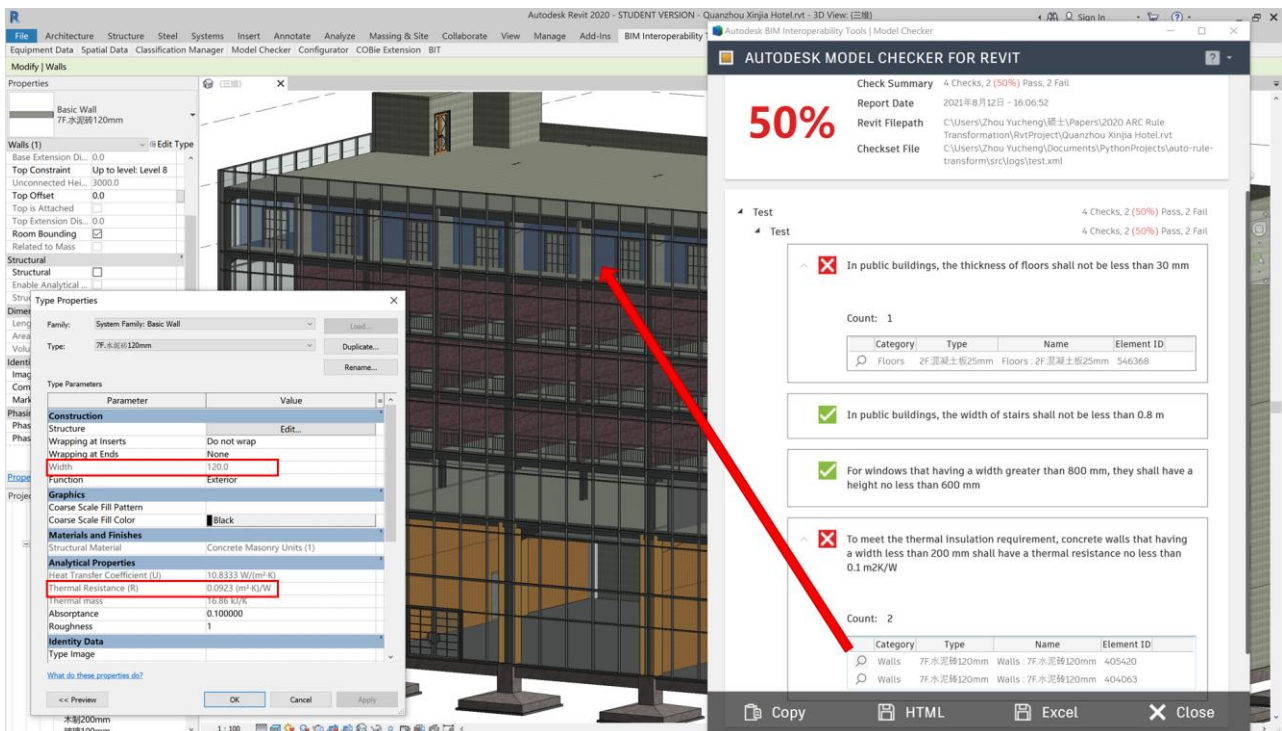 Autodesk Revit 2020 - STUDENT VERSION - Quanzhou Xinjia Hotel.rvt - 3D View: {三维}
Sign In
File Architecture Structure Steel Systems Insert Annotate Analyze Massing & Site Collaborate View Manage Add-Ins BIM Interoperability
Equipment Data Spatial Data Classification Manager Model Checker Configurator COBie Extension BIT
Modify | Walls
Properties
{三维}
Basic Wall
7F.水泥砖120mm
Walls (1)
Edit Type
Base Extension Di... 0.0
Top Constraint Up to level: Level 8
Unconnected Hei... 3000.0
Top Offset 0.0
Top is Attached
Top Extension Dis... 0.0
Room Bounding
Related to Mass
Structural
Structural
Enable Analytical ...
Type Properties
Family: System Family: Basic Wall Load...
Type: 7F.水泥砖120mm Duplicate...
Rename...
Type Parameters
Parameter Value =
Construction
Structure Edit...
Wrapping at Inserts Do not wrap
Wrapping at Ends None
Width 120.0
Function Exterior
Graphics
Coarse Scale Fill Pattern
Coarse Scale Fill Color Black
Materials and Finishes
Structural Material Concrete Masonry Units (1)
Analytical Properties
Heat Transfer Coefficient (U) 10.8333 W/(m²·K)
Thermal Resistance (R) 0.0923 (m²·K)/W
Thermal mass 16.86 kJ/K
Absorptance 0.100000
Roughness 1
Identity Data
Type Image
What do these properties do?
<< Preview OK Cancel Apply
木制200mm
1 : 100
Autodesk BIM Interoperability Tools | Model Checker
AUTODESK MODEL CHECKER FOR REVIT
50%
Check Summary 4 Checks, 2 (50%) Pass, 2 Fail
Report Date 2021年8月12日 - 16:06:52
Revit Filepath C:\Users\Zhou Yucheng\硕士\Papers\2020 ARC Rule
Transformation\RvtProject\Quanzhou Xinjia Hotel.rvt
Checkset File C:\Users\Zhou Yucheng\Documents\PythonProjects\auto-rule-
transform\src\logs\test.xml
Test 4 Checks, 2 (50%) Pass, 2 Fail
Test 4 Checks, 2 (50%) Pass, 2 Fail
In public buildings, the thickness of floors shall not be less than 30 mm
Count: 1
Category Type Name Element ID
Floors 2F.混凝土板25mm Floors : 2F.混凝土板25mm 546368
In public buildings, the width of stairs shall not be less than 0.8 m
For windows that having a width greater than 800 mm, they shall have a
height no less than 600 mm
To meet the thermal insulation requirement, concrete walls that having
a width less than 200 mm shall have a thermal resistance no less than
0.1 m2K/W
Count: 2
Category Type Name Element ID
Walls 7F.水泥砖120mm Walls : 7F.水泥砖120mm 405420
Walls 7F.水泥砖120mm Walls : 7F.水泥砖120mm 404063
Copy HTML Excel Close